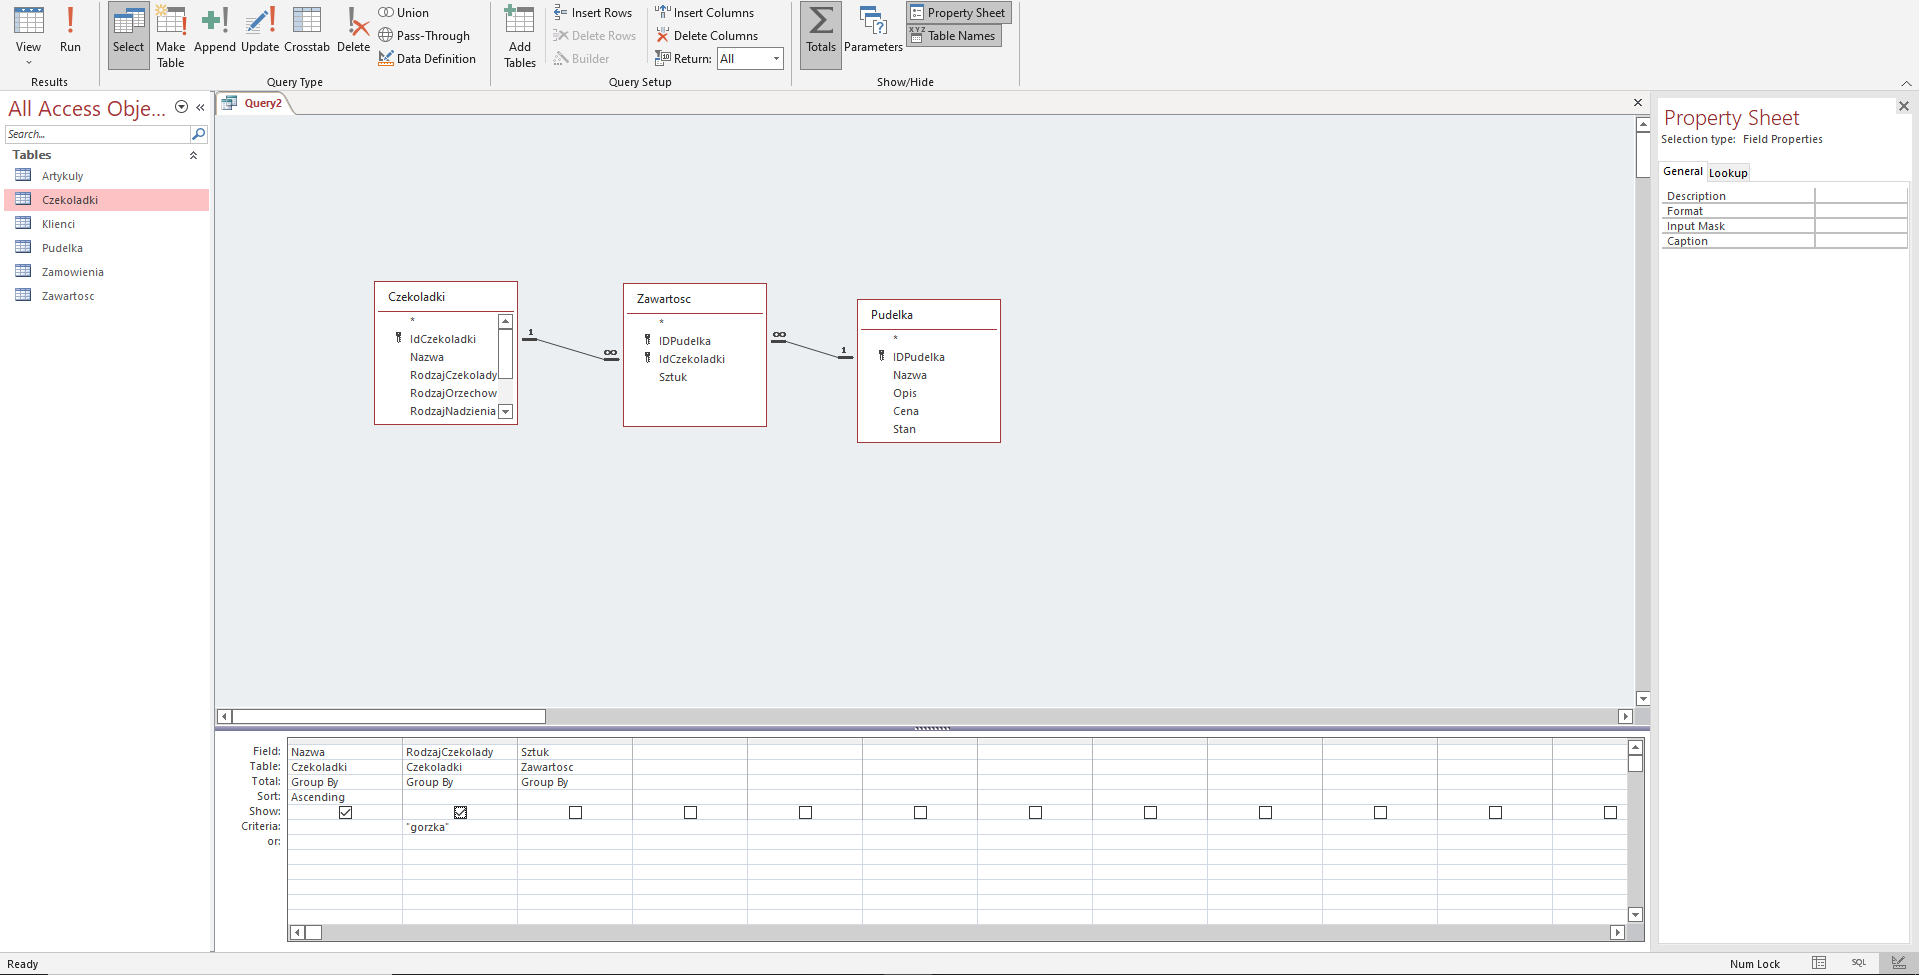 View
Run
Results
Select
Make Table
Append
Update
Crosstab
Delete
Union
Pass-Through
Data Definition
Query Type
Add Tables
Insert Rows
Delete Rows
Builder
Insert Columns
Delete Columns
Return: All
Query Setup
Totals
Parameters
Property Sheet
XYZ
Table Names
Show/Hide
All Access Obje...
Search...
Tables
Artykuly
Czekoladki
Klienci
Pudelka
Zamowienia
Zawartosc
Query2
Czekoladki
*
IdCzekoladki
Nazwa
RodzajCzekolady
RodzajOrzechow
RodzajNadzienia
1
∞
Zawartosc
*
IDPudelka
IdCzekoladki
Sztuk
∞
1
Pudelka
*
IDPudelka
Nazwa
Opis
Cena
Stan
Field: Nazwa RodzajCzekolady Sztuk
Table: Czekoladki Czekoladki Zawartosc
Total: Group By Group By Group By
Sort: Ascending
Show:
Criteria: "gorzka"
or:
Property Sheet
Selection type: Field Properties
General Lookup
Description
Format
Input Mask
Caption
Ready
Num Lock
SQL